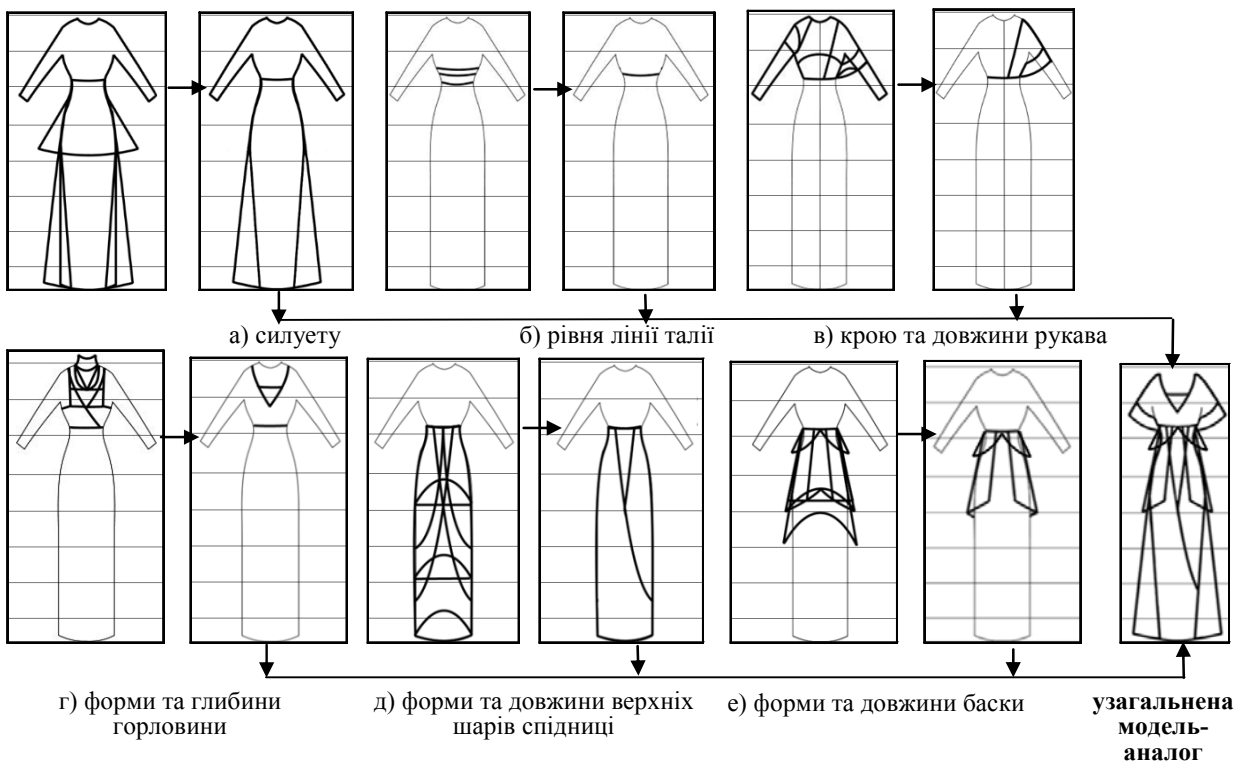 а) силуету
б) рівня лінії талії
в) крою та довжини рукава
г) форми та глибини
горловини
д) форми та довжини верхніх
шарів спідниці
е) форми та довжини баски
узагальнена
модель-
аналог